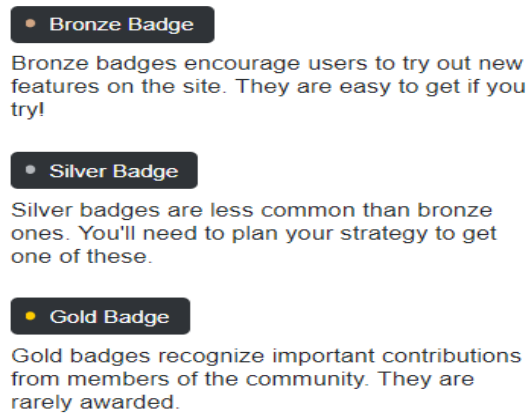 Bronze Badge
Bronze badges encourage users to try out new
features on the site. They are easy to get if you
try!
Silver Badge
Silver badges are less common than bronze
ones. You'll need to plan your strategy to get
one of these.
Gold Badge
Gold badges recognize important contributions
from members of the community. They are
rarely awarded.